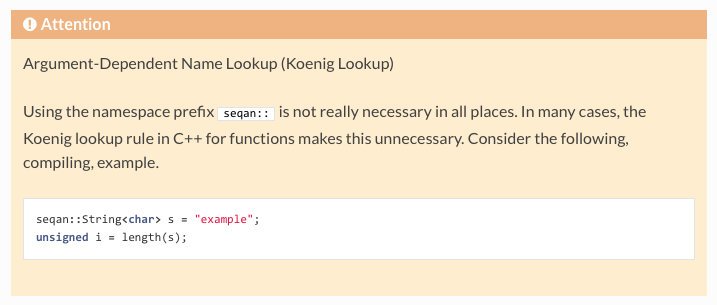 Attention
Argument-Dependent Name Lookup (Koenig Lookup)
Using the namespace prefix seqan:: is not really necessary in all places. In many cases, the
Koenig lookup rule in C++ for functions makes this unnecessary. Consider the following,
compiling, example.
seqan::String<char> s = "example";
unsigned i = length(s);